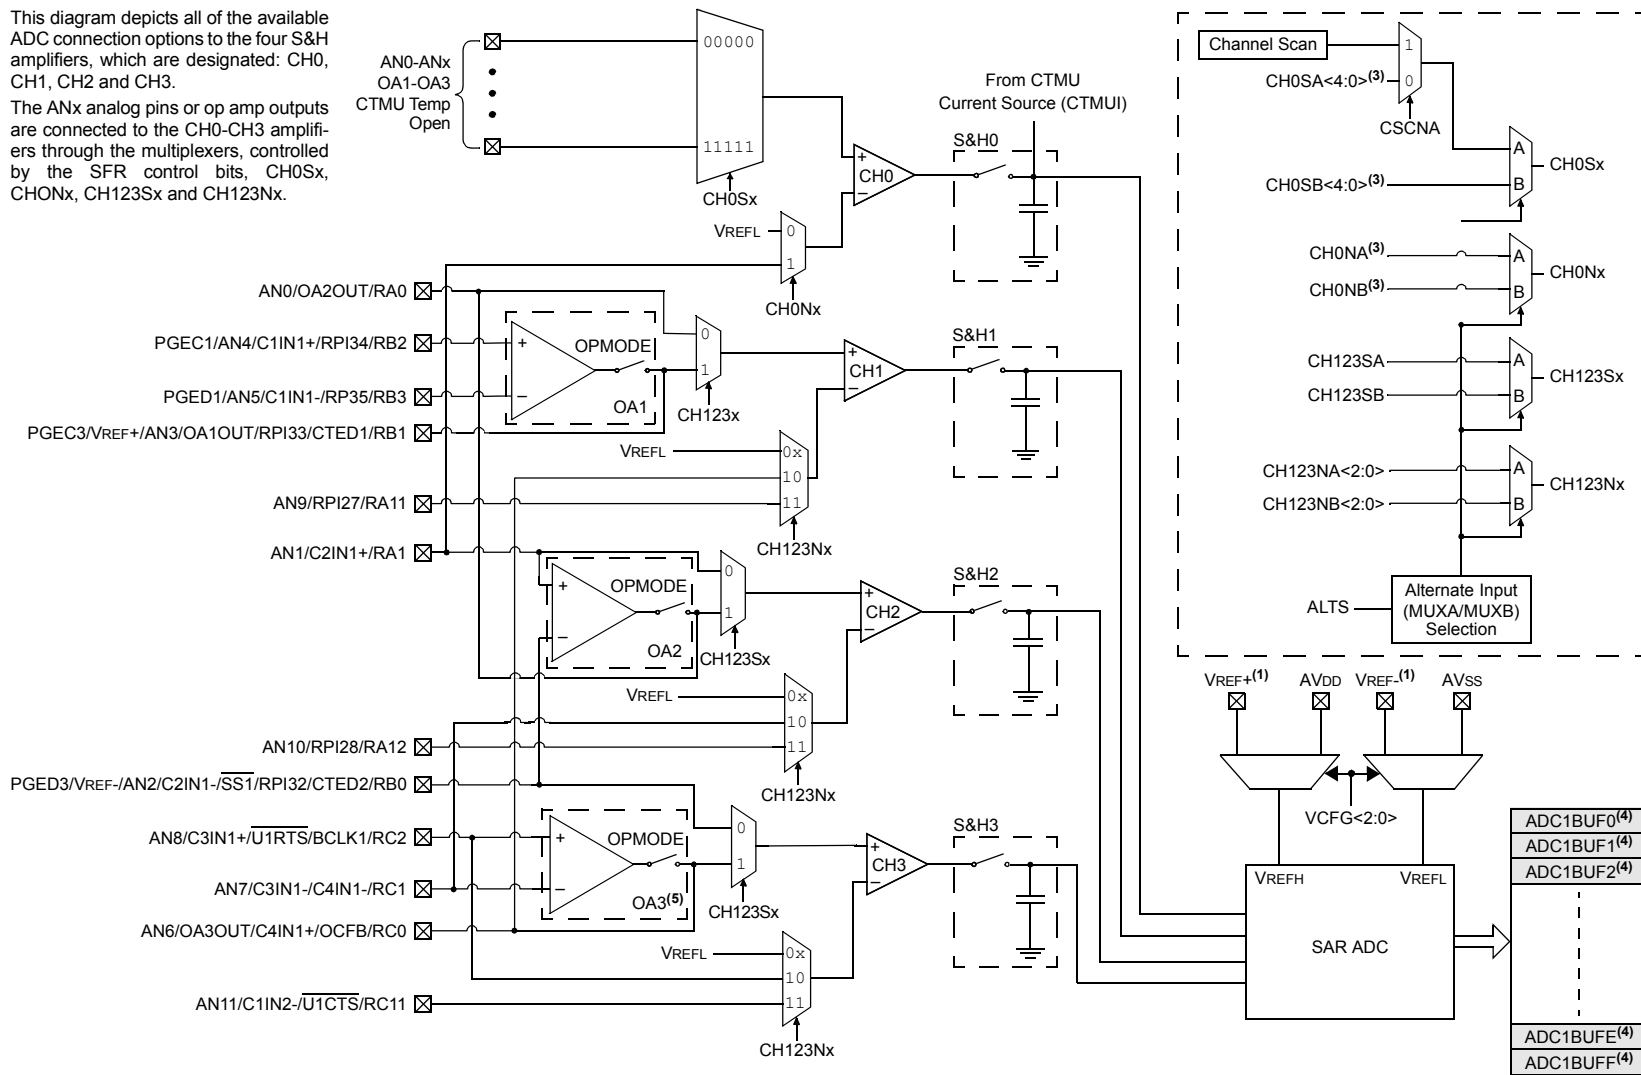 This diagram depicts all of the available
ADC connection options to the four S&H
amplifiers, which are designated: CH0,
CH1, CH2 and CH3.
The ANx analog pins or op amp outputs
are connected to the CH0-CH3 amplifi-
ers through the multiplexers, controlled
by the SFR control bits, CH0Sx,
CHONx, CH123Sx and CH123Nx.
AN0-ANx
OA1-OA3
CTMU Temp
Open
00000
11111
CH0Sx
+
CH0
−
From CTMU
Current Source (CTMUI)
S&H0
VREFL
0
1
CH0Nx
AN0/OA2OUT/RA0
PGEC1/AN4/C1IN1+/RPI34/RB2
PGED1/AN5/C1IN1-/RP35/RB3
PGEC3/VREF+/AN3/OA1OUT/RPI33/CTED1/RB1
+
−
OPMODE
OA1
0
1
CH123x
+
CH1
−
S&H1
VREFL
0x
10
11
CH123Nx
AN9/RPI27/RA11
AN1/C2IN1+/RA1
+
−
OPMODE
OA2
0
1
CH123Sx
+
CH2
−
S&H2
VREFL
0x
10
11
CH123Nx
AN10/RPI28/RA12
PGED3/VREF-/AN2/C2IN1-/SS1/RPI32/CTED2/RB0
AN8/C3IN1+/U1RTS/BCLK1/RC2
AN7/C3IN1-/C4IN1-/RC1
AN6/OA3OUT/C4IN1+/OCFB/RC0
+
−
OPMODE
OA3(5)
0
1
CH123Sx
+
CH3
−
S&H3
VREFL
0x
10
11
CH123Nx
AN11/C1IN2-/U1CTS/RC11
Channel Scan
1
CH0SA<4:0>(3)
0
CSCNA
CH0SB<4:0>(3)
A
B
CH0Sx
CH0NA(3)
CH0NB(3)
A
B
CH0Nx
CH123SA
CH123SB
A
B
CH123Sx
CH123NA<2:0>
CH123NB<2:0>
A
B
CH123Nx
ALTS
Alternate Input
(MUXA/MUXB)
Selection
VREF+(1) AVDD VREF-(1) AVSS
VCFG<2:0>
VREFH VREFL
SAR ADC
ADC1BUF0(4)
ADC1BUF1(4)
ADC1BUF2(4)
ADC1BUFE(4)
ADC1BUFF(4)